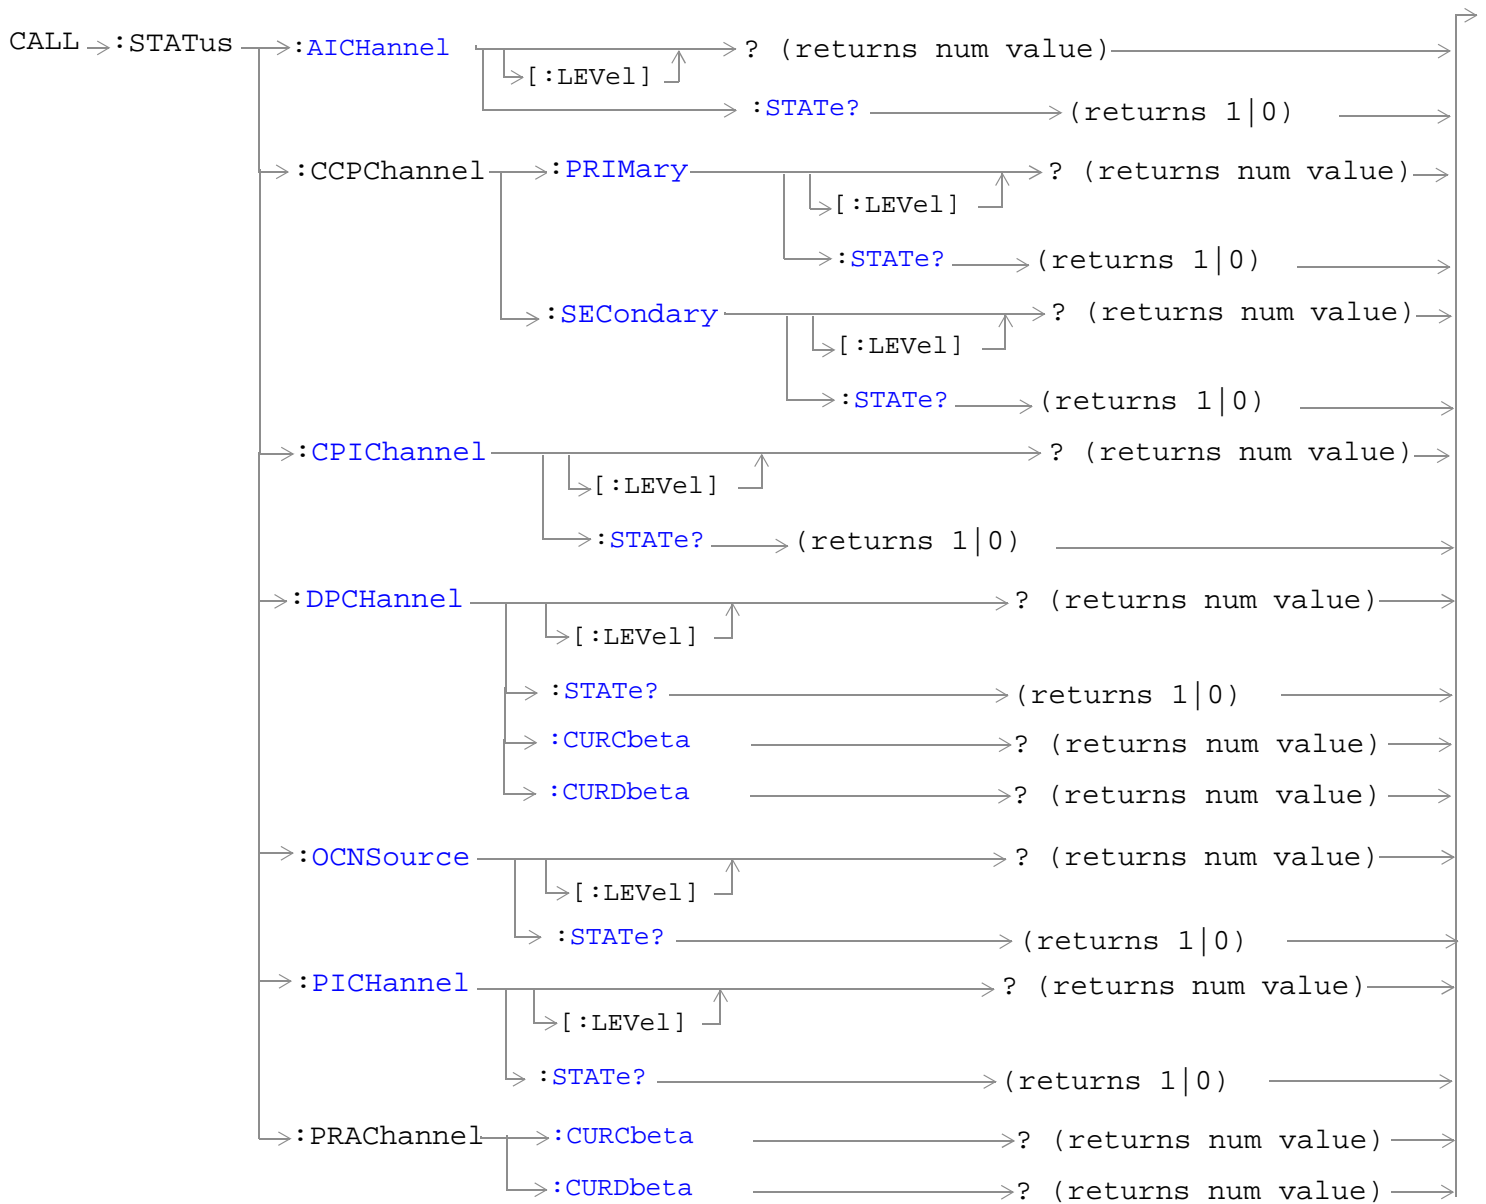 CALL :STATus :AICHannel ? (returns num value)
[:LEVel]
:STATe? (returns 1|0)
:CCPChannel :PRIMary ? (returns num value)
[:LEVel]
:STATe? (returns 1|0)
:SECondary ? (returns num value)
[:LEVel]
:STATe? (returns 1|0)
:CPIChannel ? (returns num value)
[:LEVel]
:STATe? (returns 1|0)
:DPCHannel ? (returns num value)
[:LEVel]
:STATe? (returns 1|0)
:CURCbeta ? (returns num value)
:CURDbeta ? (returns num value)
:OCNSource ? (returns num value)
[:LEVel]
:STATe? (returns 1|0)
:PICHannel ? (returns num value)
[:LEVel]
:STATe? (returns 1|0)
:PRAChannel :CURCbeta ? (returns num value)
:CURDbeta ? (returns num value)